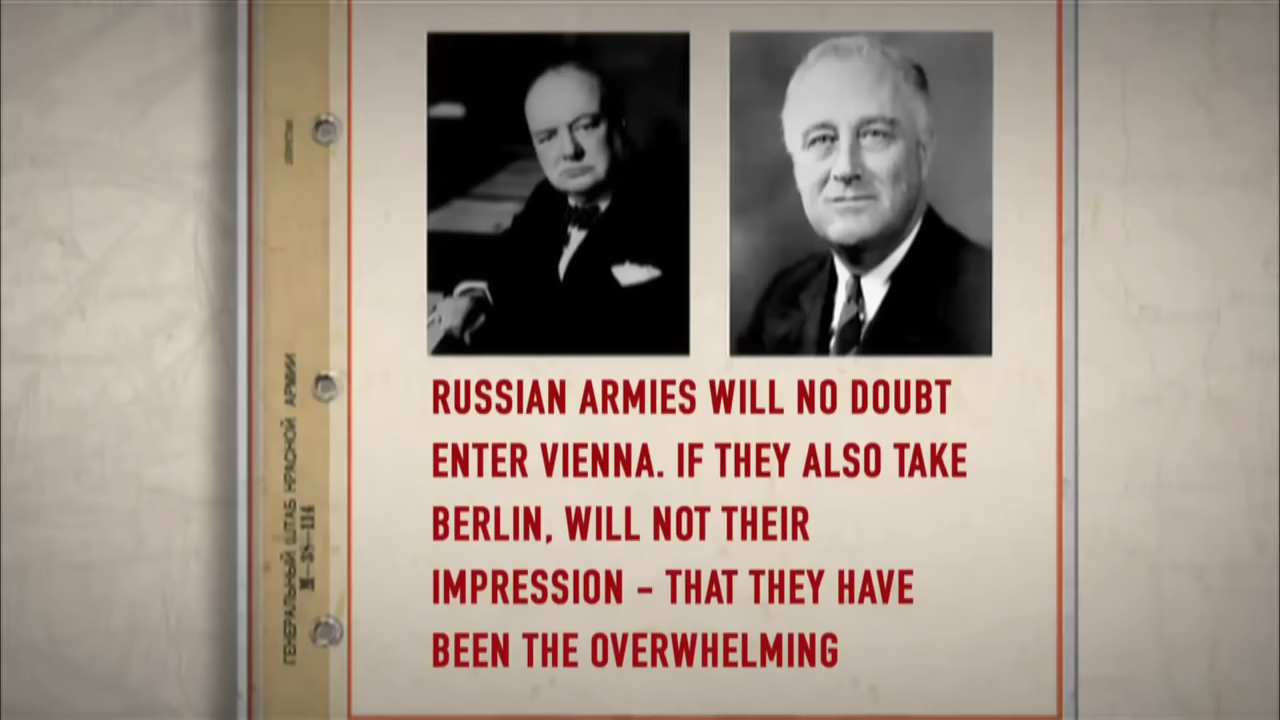 RUSSIAN ARMIES WILL NO DOUBT
ENTER VIENNA. IF THEY ALSO TAKE
BERLIN, WILL NOT THEIR
IMPRESSION – THAT THEY HAVE
BEEN THE OVERWHELMING
ГЕНЕРАЛЬНЫЙ ШТАБ КРАСНОЙ АРМИИ